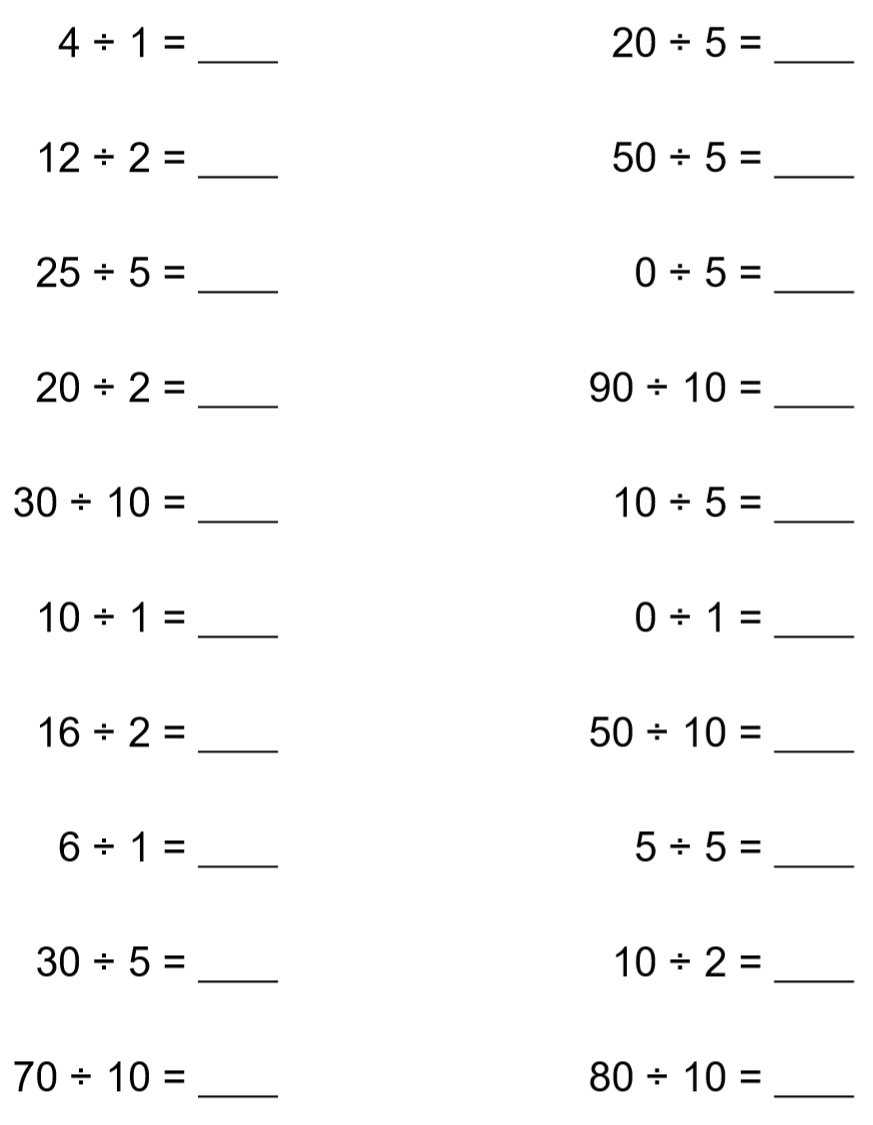 4 ÷ 1 = ____ 20 ÷ 5 = ____
12 ÷ 2 = ____ 50 ÷ 5 = ____
25 ÷ 5 = ____ 0 ÷ 5 = ____
20 ÷ 2 = ____ 90 ÷ 10 = ____
30 ÷ 10 = ____ 10 ÷ 5 = ____
10 ÷ 1 = ____ 0 ÷ 1 = ____
16 ÷ 2 = ____ 50 ÷ 10 = ____
6 ÷ 1 = ____ 5 ÷ 5 = ____
30 ÷ 5 = ____ 10 ÷ 2 = ____
70 ÷ 10 = ____ 80 ÷ 10 = ____